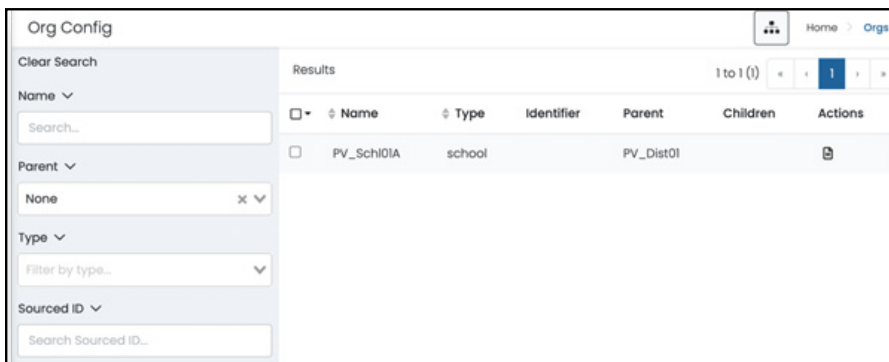 Org Config
Home > Orgs
Clear Search
Name
Search...
Parent
None
Type
Filter by type...
Sourced ID
Search Sourced ID...
Results
1 to 1 (1) « ‹ 1 › »
Name Type Identifier Parent Children Actions
PV_Schl01A school PV_Dist01